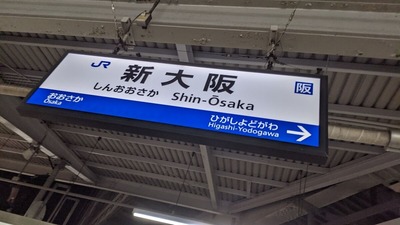 JR
新大阪
阪
しんおおさか Shin-Ōsaka
おおさか
Osaka
ひがしよどがわ
Higashi-Yodogawa